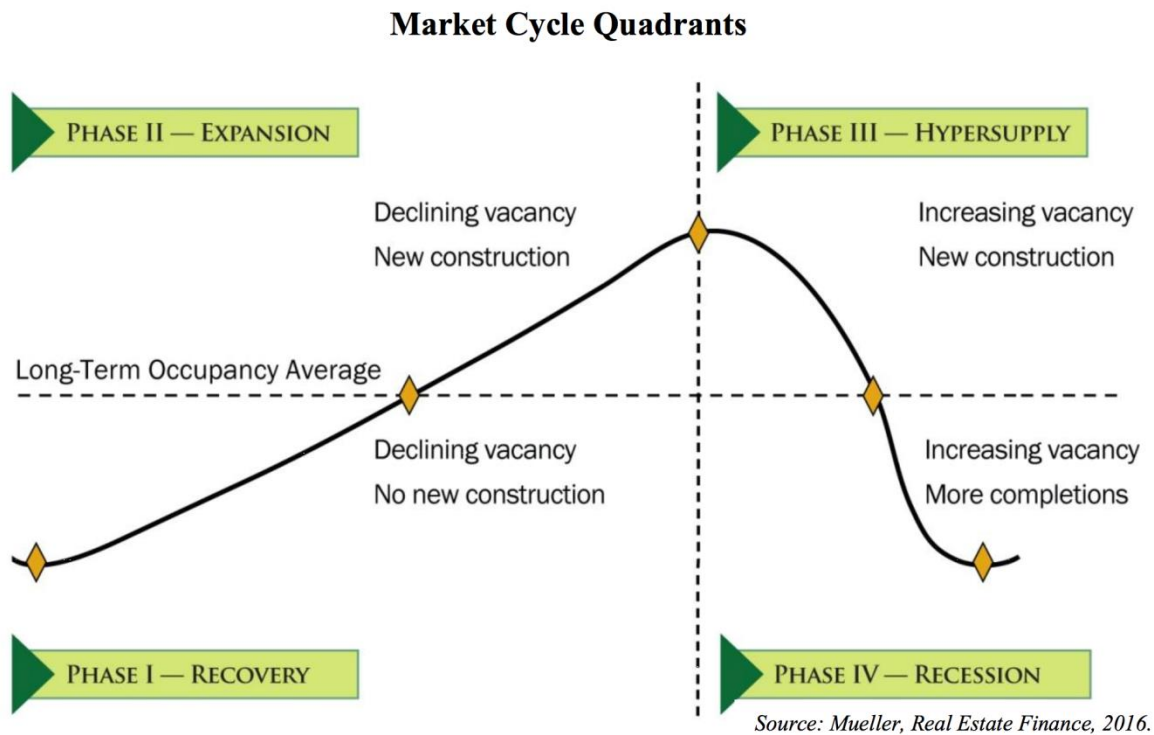 Market Cycle Quadrants
PHASE II — EXPANSION
PHASE III — HYPERSUPPLY
Declining vacancy
New construction
Increasing vacancy
New construction
Long-Term Occupancy Average
Declining vacancy
No new construction
Increasing vacancy
More completions
PHASE I — RECOVERY
PHASE IV — RECESSION
Source: Mueller, Real Estate Finance, 2016.